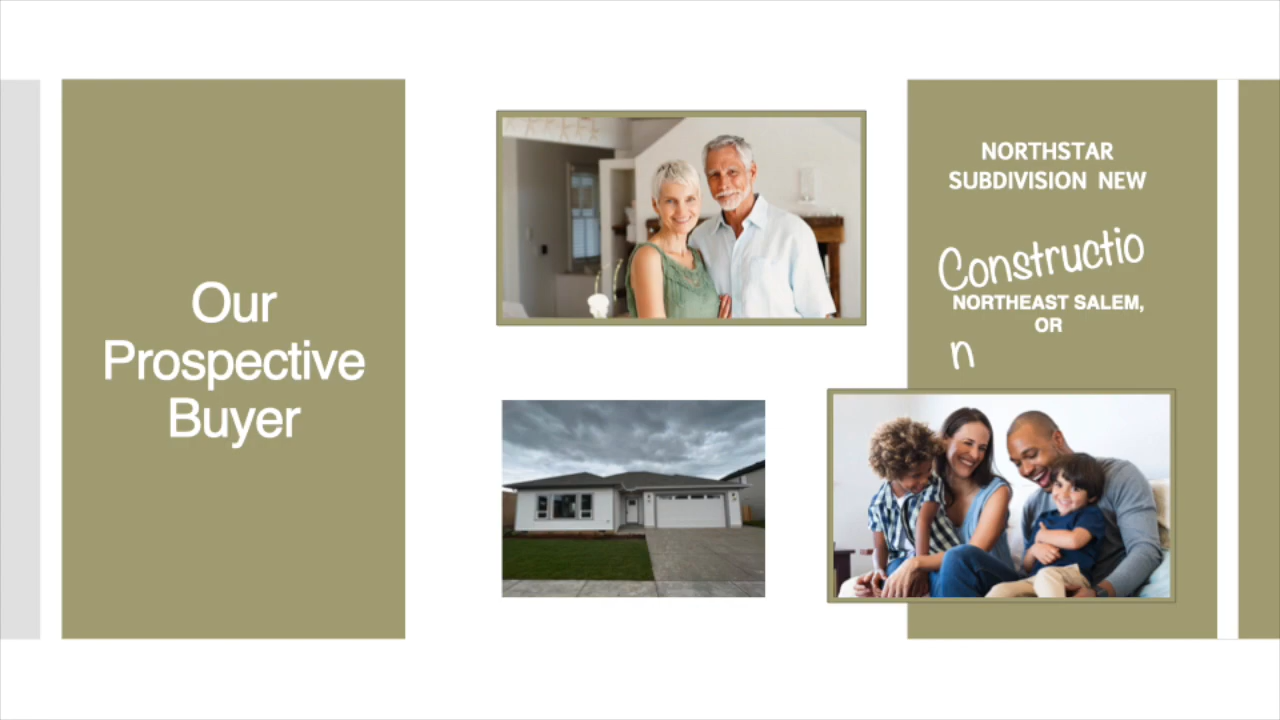 Our
Prospective
Buyer
NORTHSTAR
SUBDIVISION NEW
Constructio
NORTHEAST SALEM,
OR
n